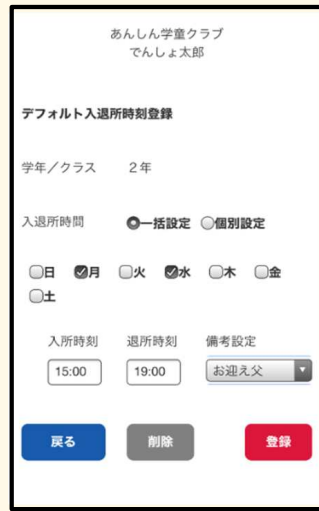 あんしん学童クラブ
でんしょ太郎
デフォルト入退所時刻登録
学年／クラス 2年
入退所時間 一括設定 個別設定
日 月 火 水 木 金
土
入所時刻 退所時刻 備考設定
15:00 19:00 お迎え父
戻る 削除 登録